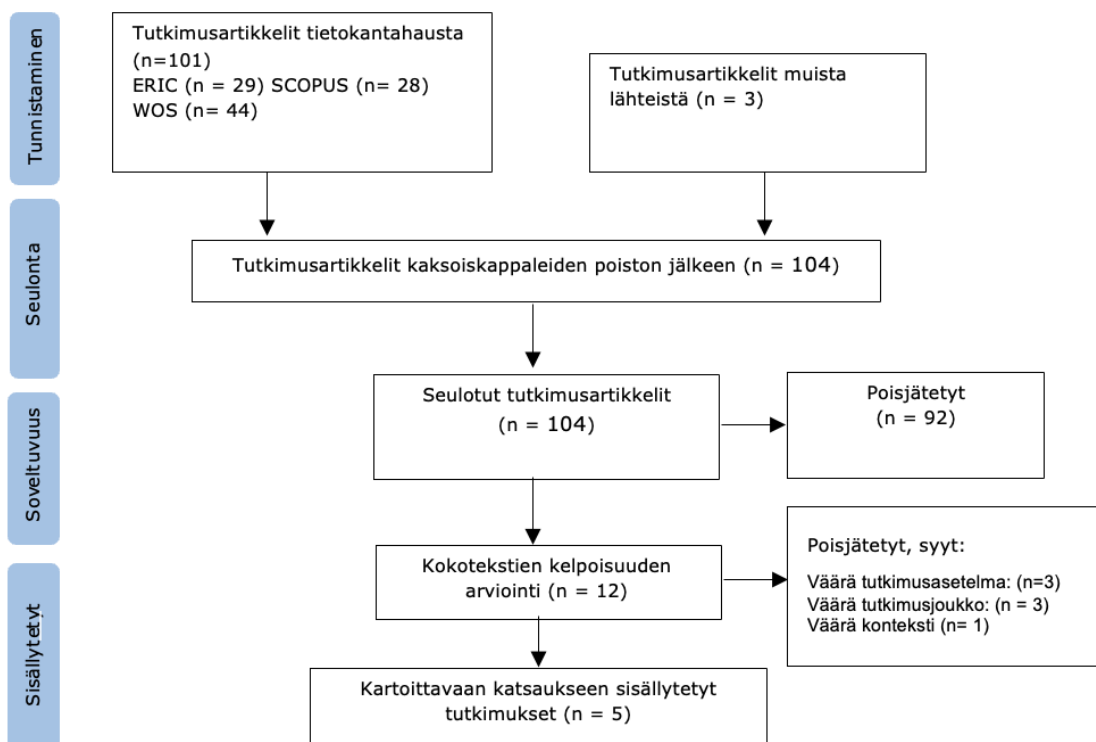 Tunnistaminen
Tutkimusartikkelit tietokantahausta
(n=101)
ERIC (n = 29) SCOPUS (n= 28)
WOS (n= 44)
Tutkimusartikkelit muista
lähteistä (n = 3)
Seulonta
Tutkimusartikkelit kaksoiskappaleiden poiston jälkeen (n = 104)
Seulotut tutkimusartikkelit
(n = 104)
Poisjätetyt
(n = 92)
Soveltuvuus
Kokotekstien kelpoisuuden
arviointi (n = 12)
Poisjätetyt, syyt:
Väärä tutkimusasetelma: (n=3)
Väärä tutkimusjoukko: (n = 3)
Väärä konteksti (n= 1)
Sisällytetyt
Kartoittavaan katsaukseen sisällytetyt
tutkimukset (n = 5)